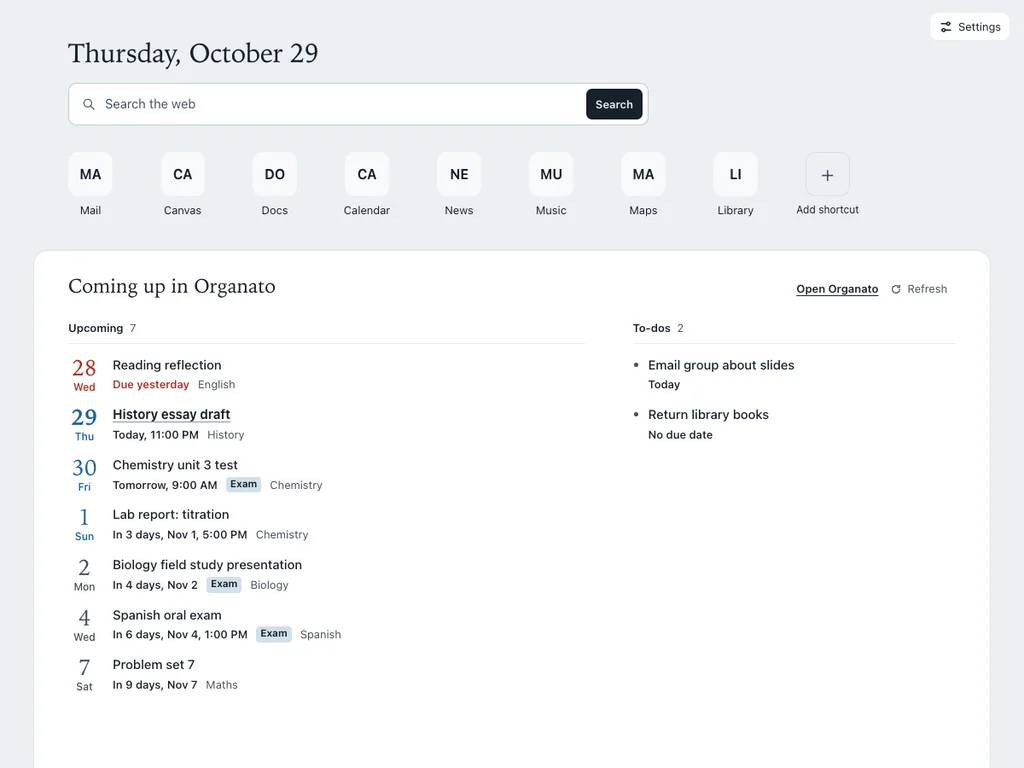 Settings
Thursday, October 29
Search the web
Search
MA CA DO CA NE MU MA LI +
Mail Canvas Docs Calendar News Music Maps Library Add shortcut
Coming up in Organato
Open Organato Refresh
Upcoming 7
28 Wed
Reading reflection
Due yesterday English
29 Thu
History essay draft
Today, 11:00 PM History
30 Fri
Chemistry unit 3 test
Tomorrow, 9:00 AM Exam Chemistry
1 Sun
Lab report: titration
In 3 days, Nov 1, 5:00 PM Chemistry
2 Mon
Biology field study presentation
In 4 days, Nov 2 Exam Biology
4 Wed
Spanish oral exam
In 6 days, Nov 4, 1:00 PM Exam Spanish
7 Sat
Problem set 7
In 9 days, Nov 7 Maths
To-dos 2
• Email group about slides
Today
• Return library books
No due date